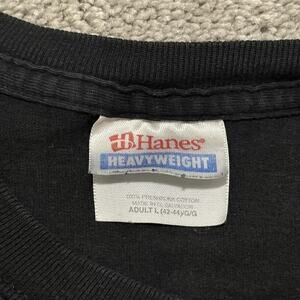 Hanes®
HEAVYWEIGHT
100% PRESHRUNK COTTON
MADE IN EL SALVADOR
ADULT L (42-44)/G/G